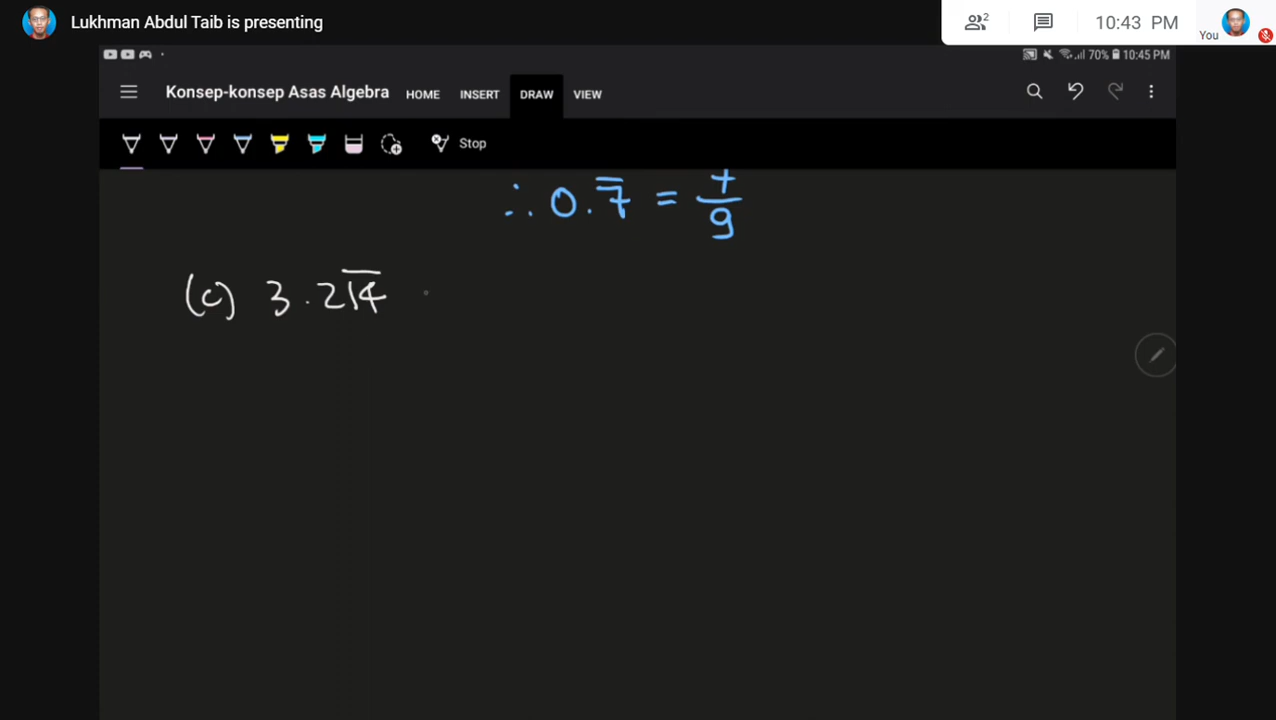 Lukhman Abdul Taib is presenting
2
10:43 PM
You
70% 10:45 PM
Konsep-konsep Asas Algebra HOME INSERT DRAW VIEW
Stop
∴ 0.7̅ = 7/9
(c) 3.21̅4̅